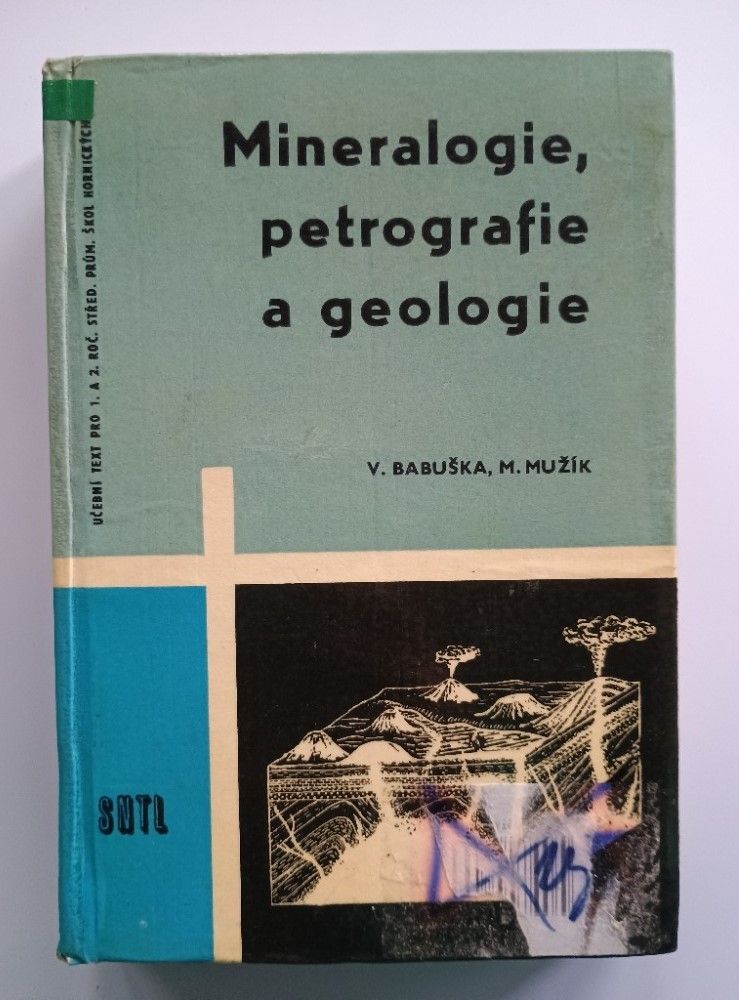 Mineralogie,
petrografie
a geologie
V. BABUŠKA, M. MUŽÍK
UČEBNÍ TEXT PRO 1. A 2. ROČ. STŘED. PRŮM. ŠKOL HORNICKÝCH
SNTL